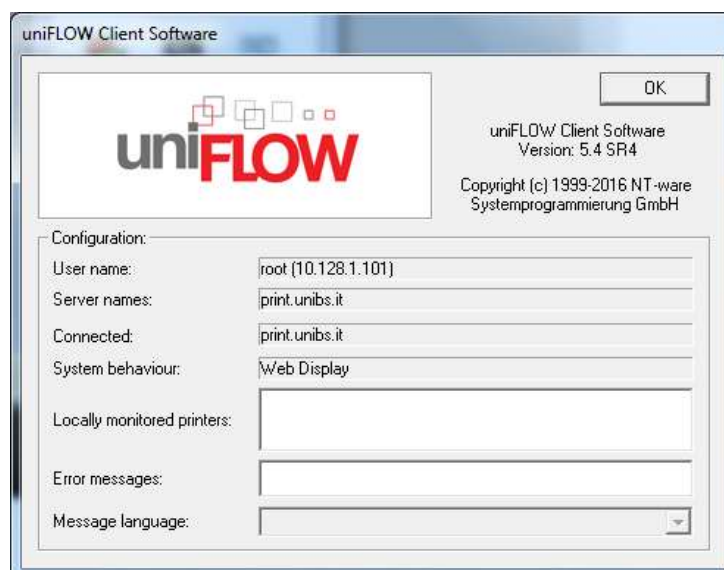 uniFLOW Client Software
uniFLOW
OK
uniFLOW Client Software
Version: 5.4 SR4
Copyright (c) 1999-2016 NT-ware
Systemprogrammierung GmbH
Configuration:
User name: root (10.128.1.101)
Server names: print.unibs.it
Connected: print.unibs.it
System behaviour: Web Display
Locally monitored printers:
Error messages:
Message language: